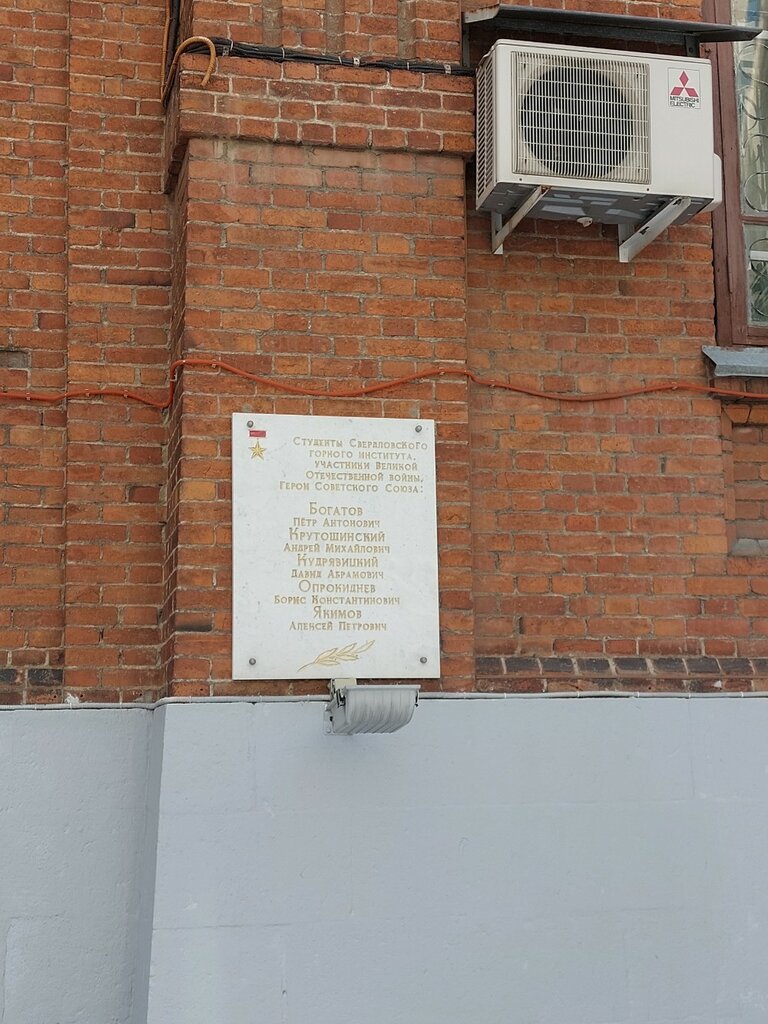 MITSUBISHI
ELECTRIC
Студенты Свердловского
горного института,
участники Великой
Отечественной войны,
Герои Советского Союза:
Богатов
Пётр Антонович
Крутошинский
Андрей Михайлович
Кудрявицкий
Давид Абрамович
Опрокиднев
Борис Константинович
Якимов
Алексей Петрович